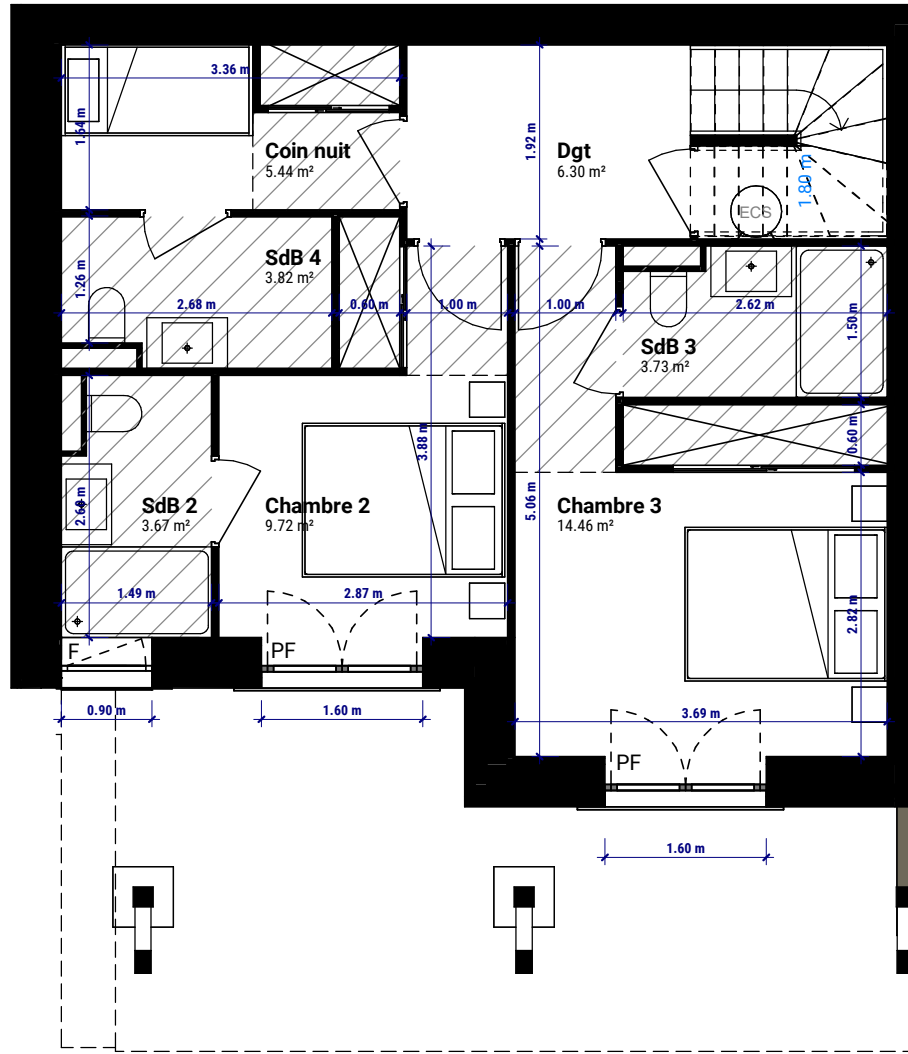 3.36 m
1.64 m
Coin nuit
5.44 m²
1.92 m
Dgt
6.30 m²
1.80 m
ECS
SdB 4
3.82 m²
1.26 m
2.68 m
0.60 m
1.00 m
1.00 m
2.62 m
1.50 m
SdB 3
3.73 m²
0.60 m
3.88 m
SdB 2
3.67 m²
2.68 m
Chambre 2
9.72 m²
5.06 m
Chambre 3
14.46 m²
1.49 m
2.87 m
2.82 m
F
PF
0.90 m
1.60 m
3.69 m
PF
1.60 m